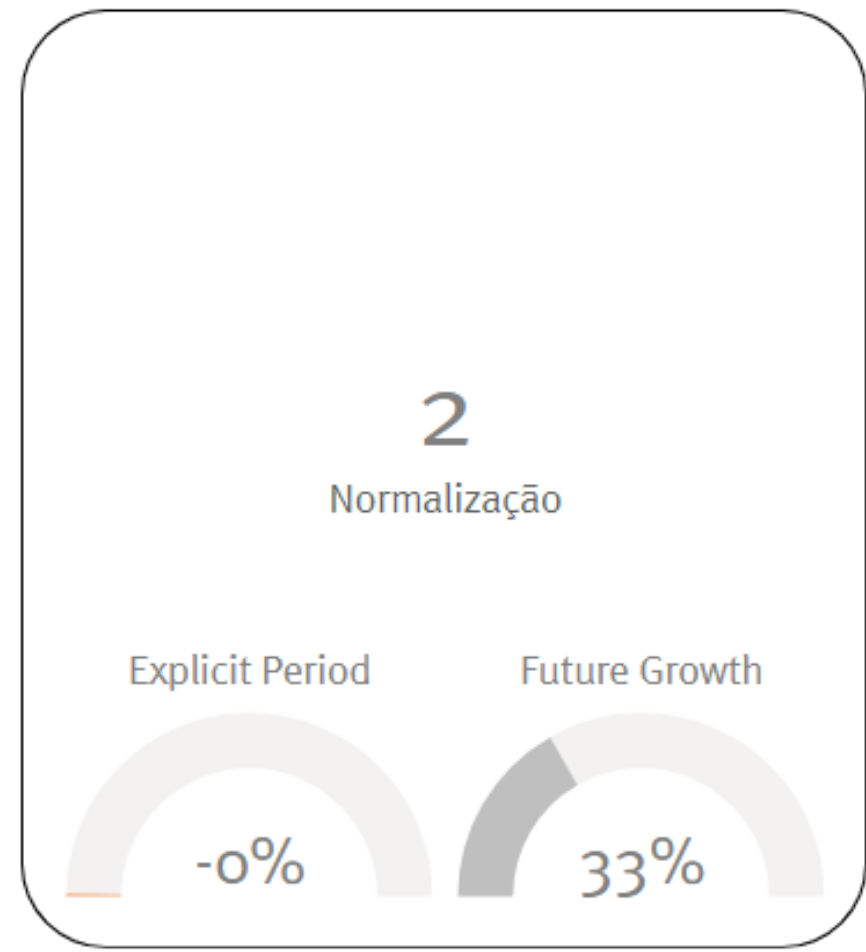 2
Normalização
Explicit Period
Future Growth
-0%
33%